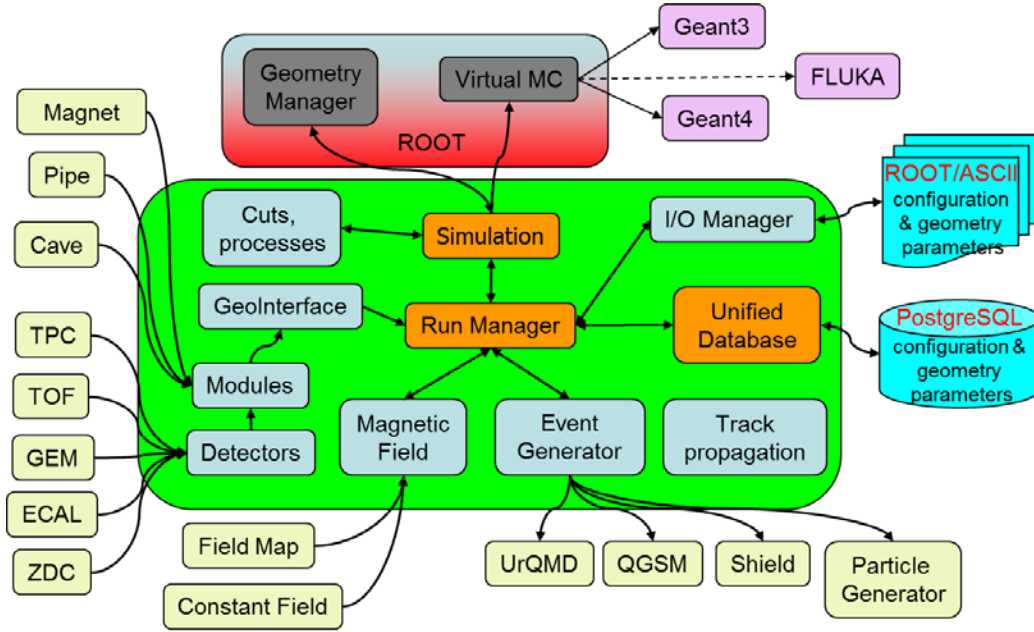 Geant3
Geometry
Manager
Virtual MC
FLUKA
Geant4
ROOT
Magnet
Pipe
Cave
TPC
TOF
GEM
ECAL
ZDC
Cuts,
processes
Simulation
I/O Manager
ROOT/ASCII
configuration
& geometry
parameters
GeoInterface
Run Manager
Unified
Database
PostgreSQL
configuration &
geometry
parameters
Modules
Detectors
Magnetic
Field
Event
Generator
Track
propagation
Field Map
Constant Field
UrQMD
QGSM
Shield
Particle
Generator